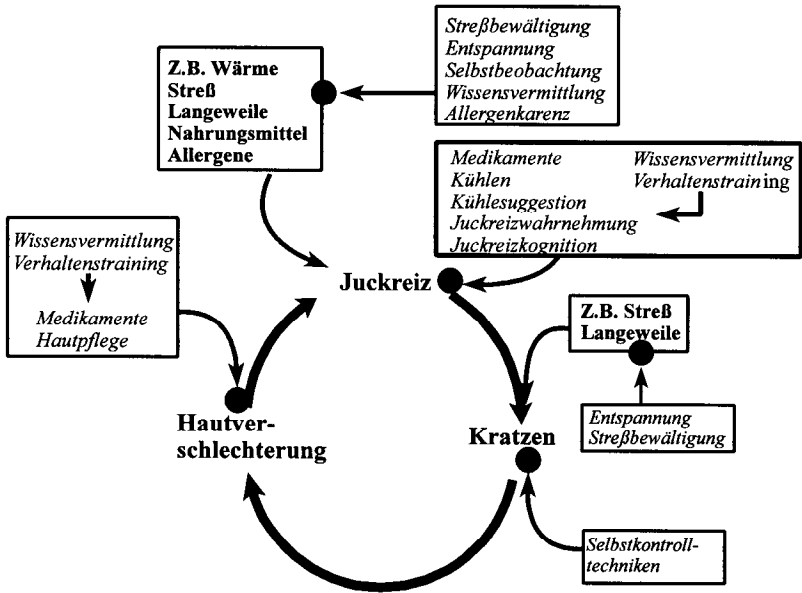 Streßbewältigung
Entspannung
Selbstbeobachtung
Wissensvermittlung
Allergenkarenz
Z.B. Wärme
Streß
Langeweile
Nahrungsmittel
Allergene
Medikamente
Kühlen
Kühlesuggestion
Juckreizwahrnehmung
Juckreizkognition
Wissensvermittlung
Verhaltenstraining
Wissensvermittlung
Verhaltenstraining
Medikamente
Hautpflege
Juckreiz
Z.B. Streß
Langeweile
Entspannung
Streßbewältigung
Hautver-
schlechterung
Kratzen
Selbstkontroll-
techniken